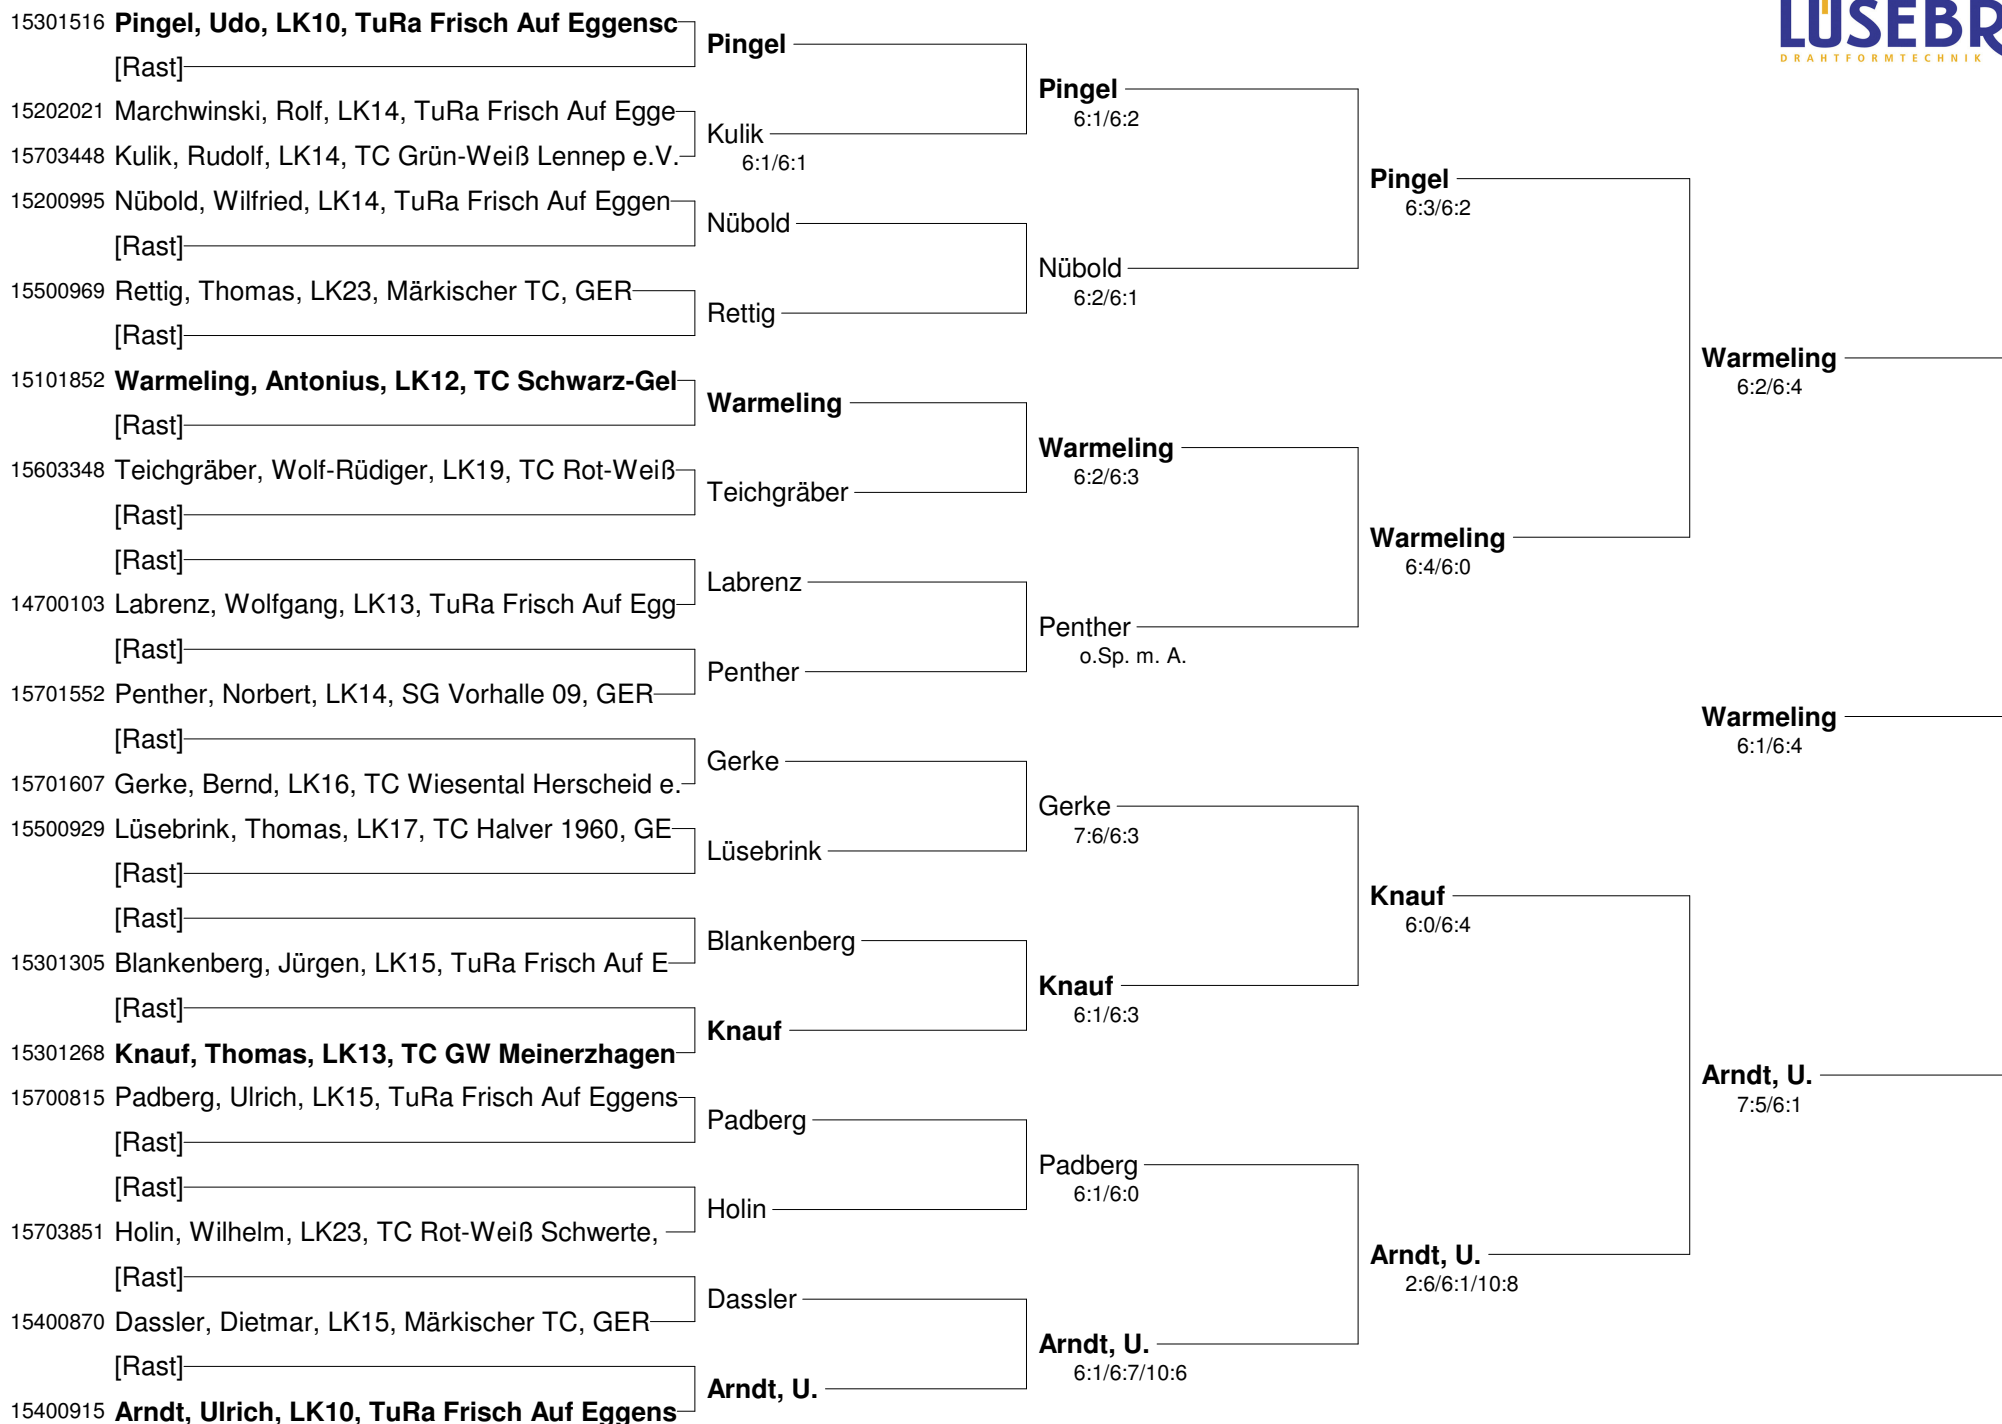 15301516 Pingel, Udo, LK10, TuRa Frisch Auf Eggensc
[Rast]
15202021 Marchwinski, Rolf, LK14, TuRa Frisch Auf Egge
15703448 Kulik, Rudolf, LK14, TC Grün-Weiß Lennep e.V.
15200995 Nübold, Wilfried, LK14, TuRa Frisch Auf Eggen
[Rast]
15500969 Rettig, Thomas, LK23, Märkischer TC, GER
[Rast]
15101852 Warmeling, Antonius, LK12, TC Schwarz-Gel
[Rast]
15603348 Teichgräber, Wolf-Rüdiger, LK19, TC Rot-Weiß
[Rast]
[Rast]
14700103 Labrenz, Wolfgang, LK13, TuRa Frisch Auf Egg
[Rast]
15701552 Penther, Norbert, LK14, SG Vorhalle 09, GER
[Rast]
15701607 Gerke, Bernd, LK16, TC Wiesental Herscheid e.
15500929 Lüsebrink, Thomas, LK17, TC Halver 1960, GE
[Rast]
[Rast]
15301305 Blankenberg, Jürgen, LK15, TuRa Frisch Auf E
[Rast]
15301268 Knauf, Thomas, LK13, TC GW Meinerzhagen
15700815 Padberg, Ulrich, LK15, TuRa Frisch Auf Eggens
[Rast]
[Rast]
15703851 Holin, Wilhelm, LK23, TC Rot-Weiß Schwerte,
[Rast]
15400870 Dassler, Dietmar, LK15, Märkischer TC, GER
[Rast]
15400915 Arndt, Ulrich, LK10, TuRa Frisch Auf Eggens
Pingel
Kulik
6:1/6:1
Nübold
Rettig
Warmeling
Teichgräber
Labrenz
Penther
Gerke
Lüsebrink
Blankenberg
Knauf
Padberg
Holin
Dassler
Arndt, U.
Pingel
6:1/6:2
Nübold
6:2/6:1
Warmeling
6:2/6:3
Penther
o.Sp. m. A.
Gerke
7:6/6:3
Knauf
6:1/6:3
Padberg
6:1/6:0
Arndt, U.
6:1/6:7/10:6
Pingel
6:3/6:2
Warmeling
6:4/6:0
Knauf
6:0/6:4
Arndt, U.
2:6/6:1/10:8
Warmeling
6:2/6:4
Warmeling
6:1/6:4
Arndt, U.
7:5/6:1
LÜSEBR
DRAHTFORMTECHNIK